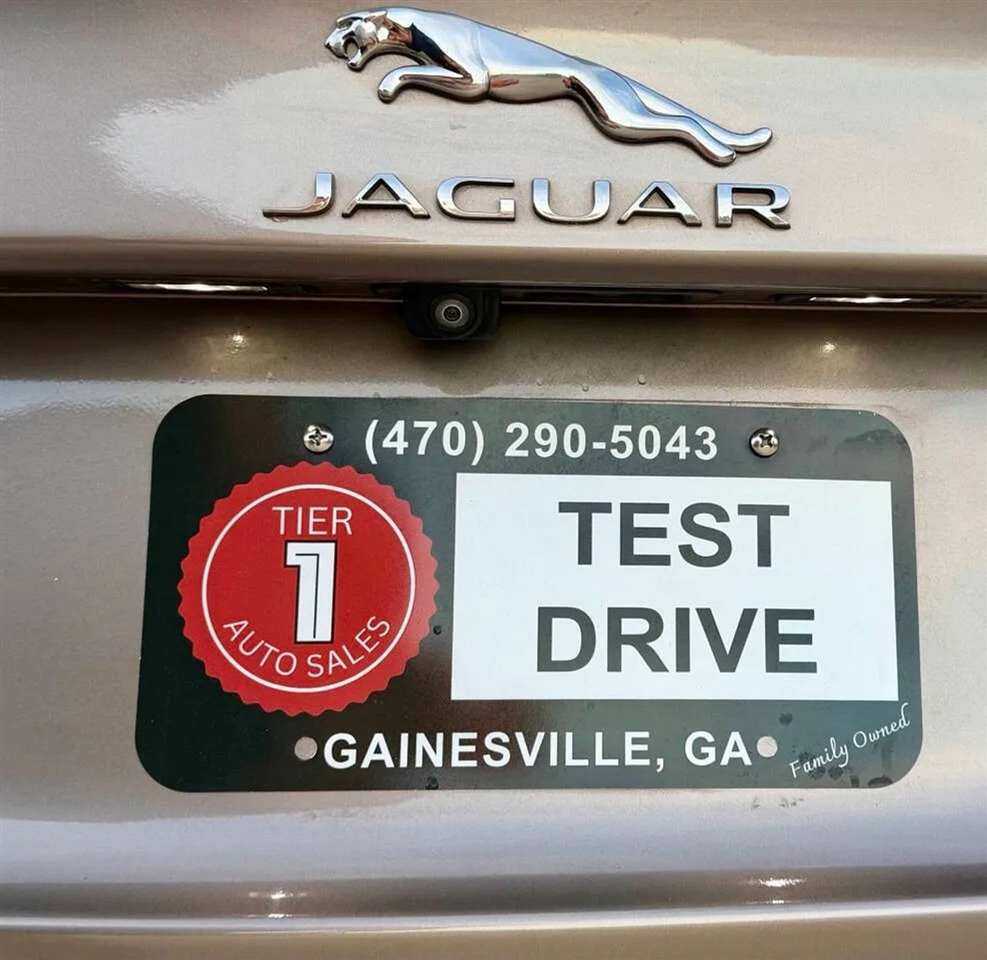 JAGUAR
(470) 290-5043
TIER
1
AUTO SALES
TEST
DRIVE
GAINESVILLE, GA
Family Owned